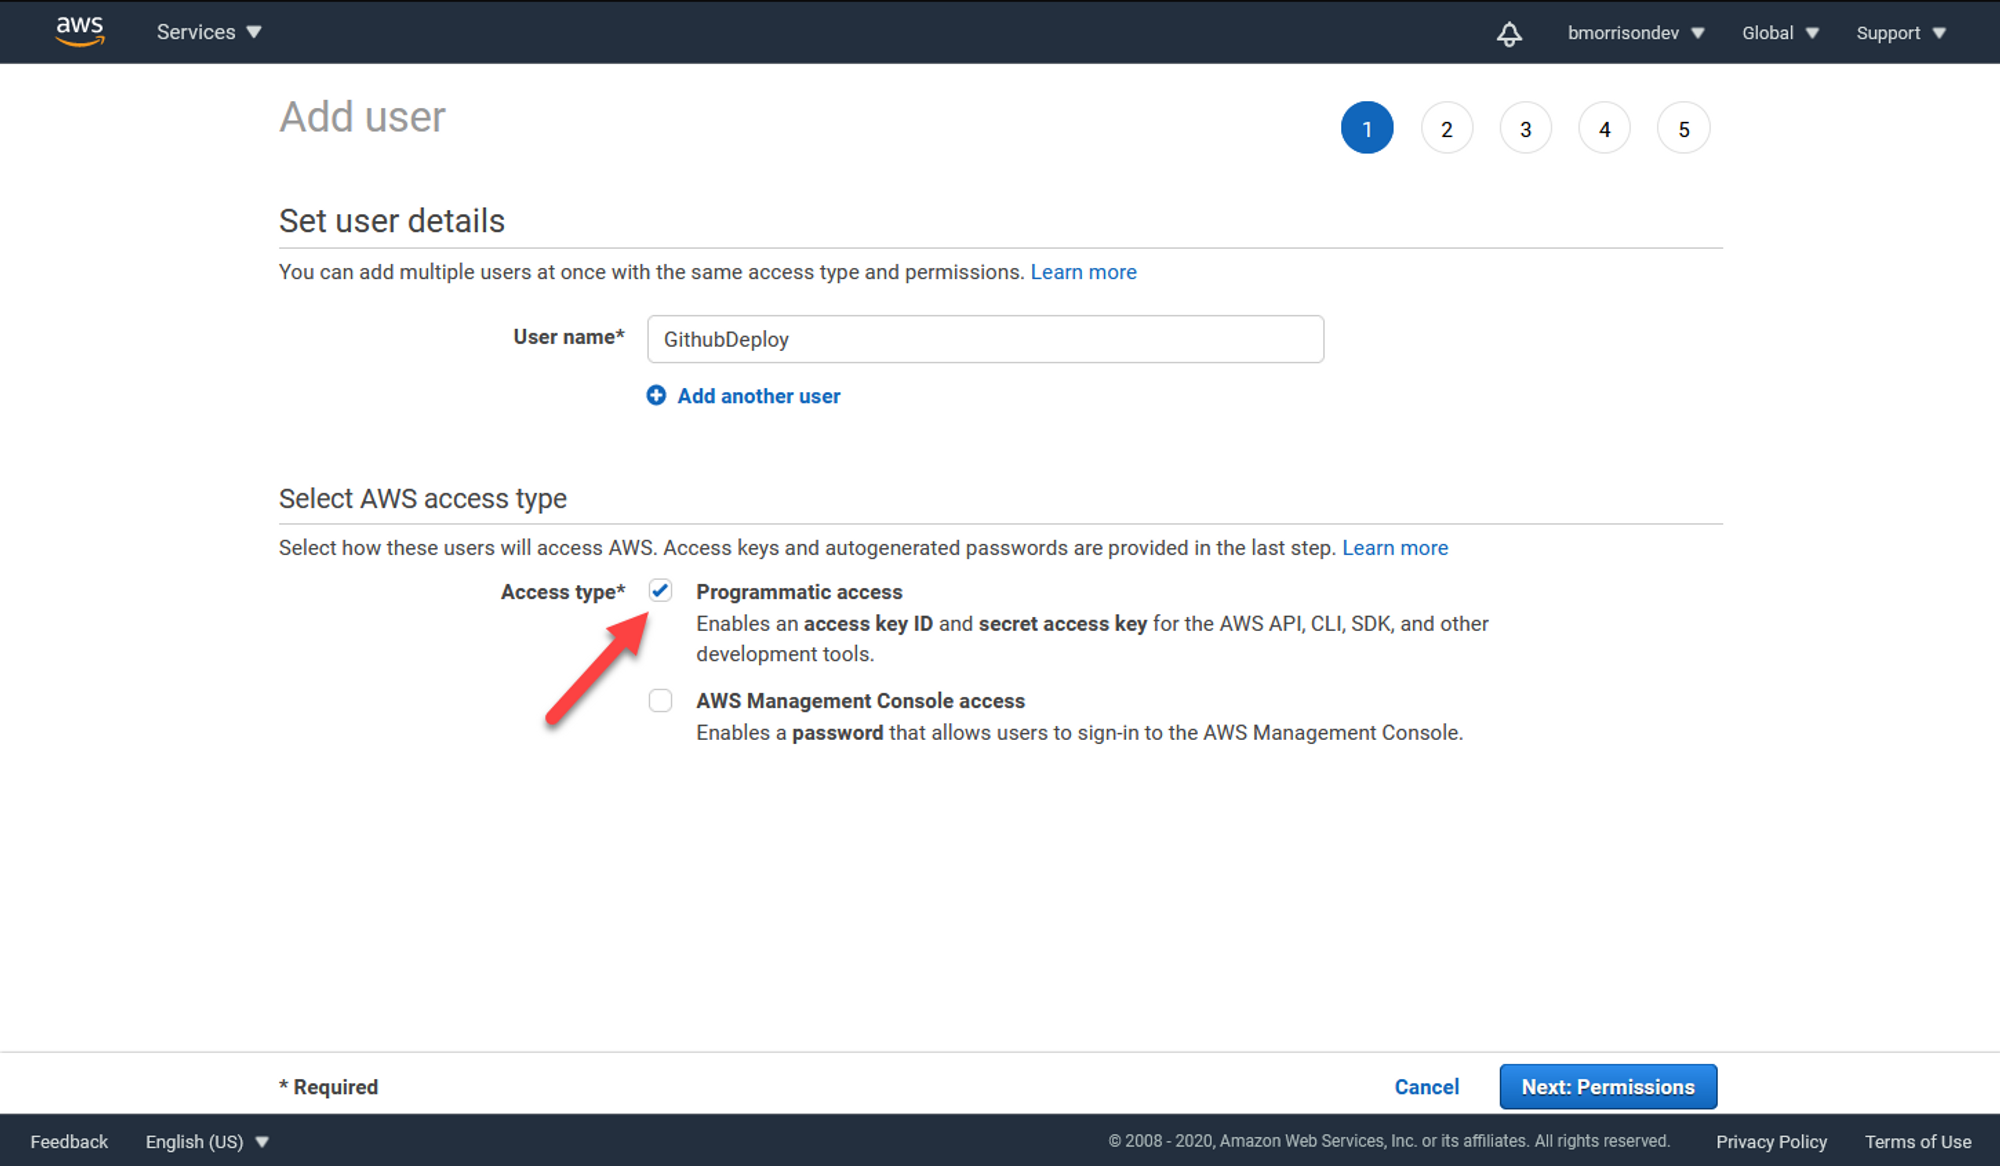 aws Services bmorrisondev Global Support
Add user
1 2 3 4 5
Set user details
You can add multiple users at once with the same access type and permissions. Learn more
User name* GithubDeploy
Add another user
Select AWS access type
Select how these users will access AWS. Access keys and autogenerated passwords are provided in the last step. Learn more
Access type* Programmatic access
Enables an access key ID and secret access key for the AWS API, CLI, SDK, and other
development tools.
AWS Management Console access
Enables a password that allows users to sign-in to the AWS Management Console.
* Required Cancel Next: Permissions
Feedback English (US) © 2008 - 2020, Amazon Web Services, Inc. or its affiliates. All rights reserved. Privacy Policy Terms of Use